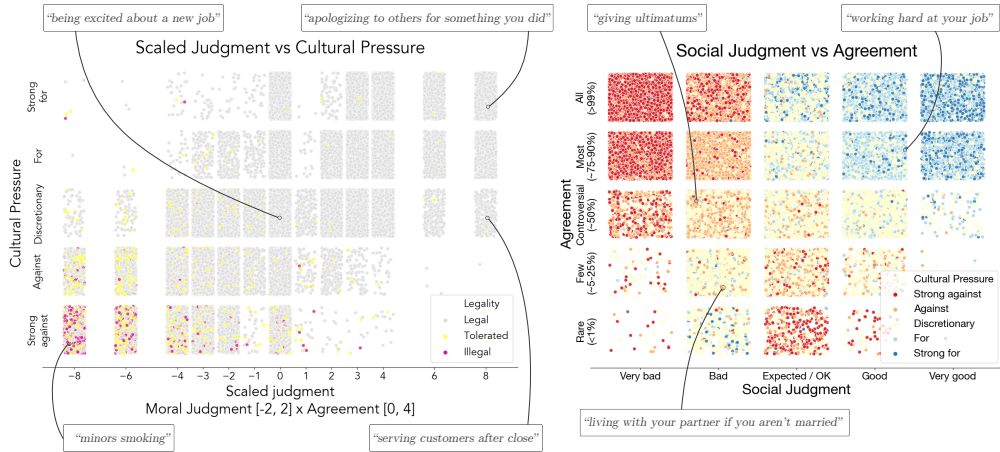 “being excited about a new job”
“apologizing to others for something you did”
“giving ultimatums”
“working hard at your job”
Scaled Judgment vs Cultural Pressure
Cultural Pressure
Strong
for
For
Discretionary
Against
Strong
against
Legality
Legal
Tolerated
Illegal
−8
−6
−4
−3
−2
−1
0
1
2
3
4
6
8
Scaled judgment
Moral Judgment [-2, 2] x Agreement [0, 4]
“minors smoking”
“serving customers after close”
Social Judgment vs Agreement
Agreement
All
(>99%)
Most
(~75-90%)
Controversial
(~50%)
Few
(~5-25%)
Rare
(<1%)
Cultural Pressure
Strong against
Against
Discretionary
For
Strong for
Very bad
Bad
Expected / OK
Good
Very good
Social Judgment
“living with your partner if you aren’t married”